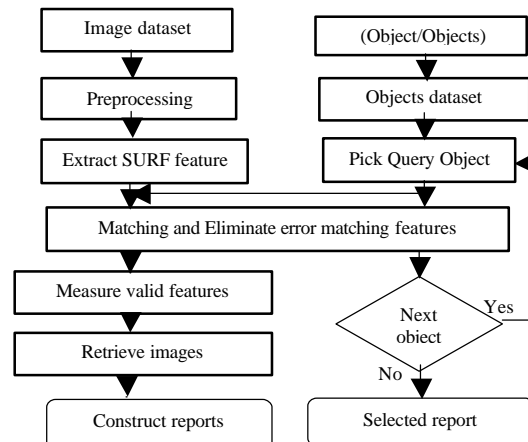 Image dataset
(Object/Objects)
Preprocessing
Objects dataset
Extract SURF feature
Pick Query Object
Matching and Eliminate error matching features
Measure valid features
Next
object
Yes
Retrieve images
No
Construct reports
Selected report